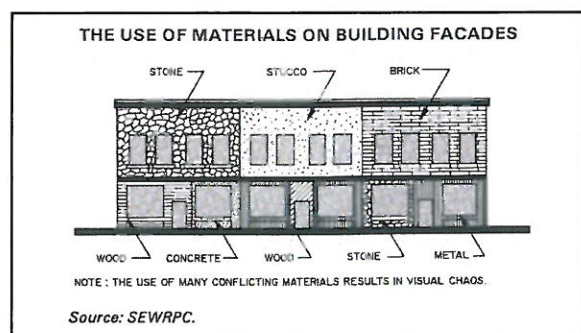 THE USE OF MATERIALS ON BUILDING FACADES
STONE STUCCO BRICK
WOOD CONCRETE WOOD STONE METAL
NOTE : THE USE OF MANY CONFLICTING MATERIALS RESULTS IN VISUAL CHAOS.
Source: SEWRPC.